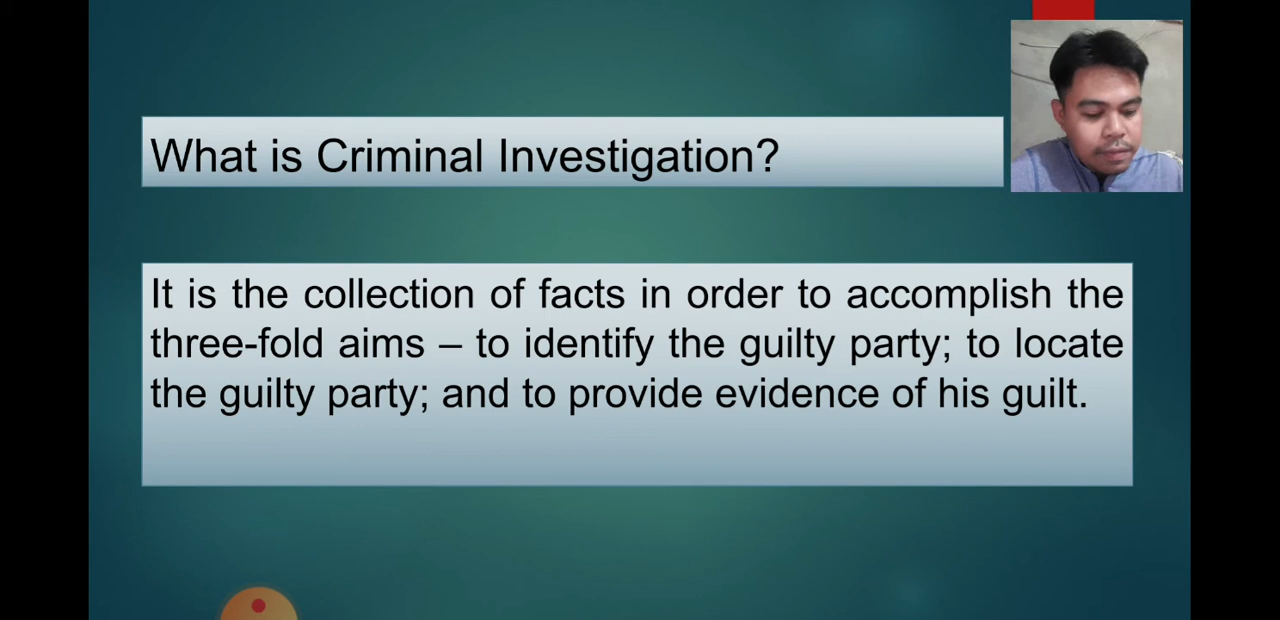 What is Criminal Investigation?
It is the collection of facts in order to accomplish the
three-fold aims – to identify the guilty party; to locate
the guilty party; and to provide evidence of his guilt.